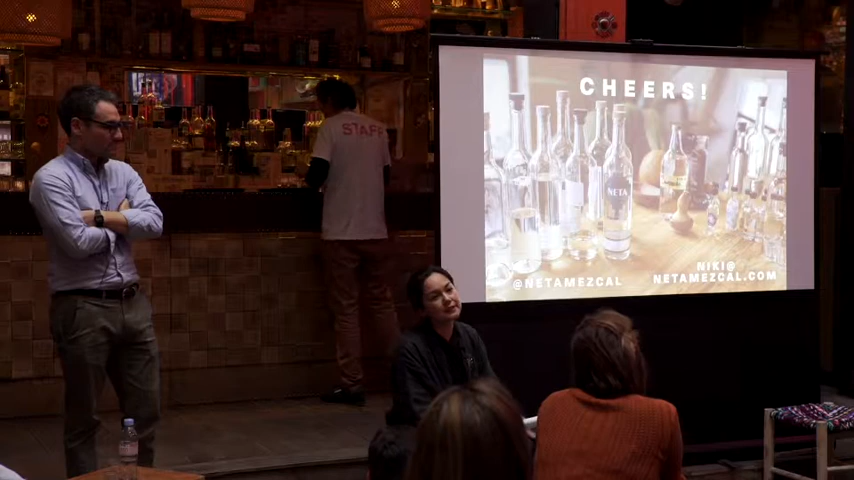 STAFF
CHEERS!
NETA
@NETAMEZCAL
NIKI@
NETAMEZCAL.COM